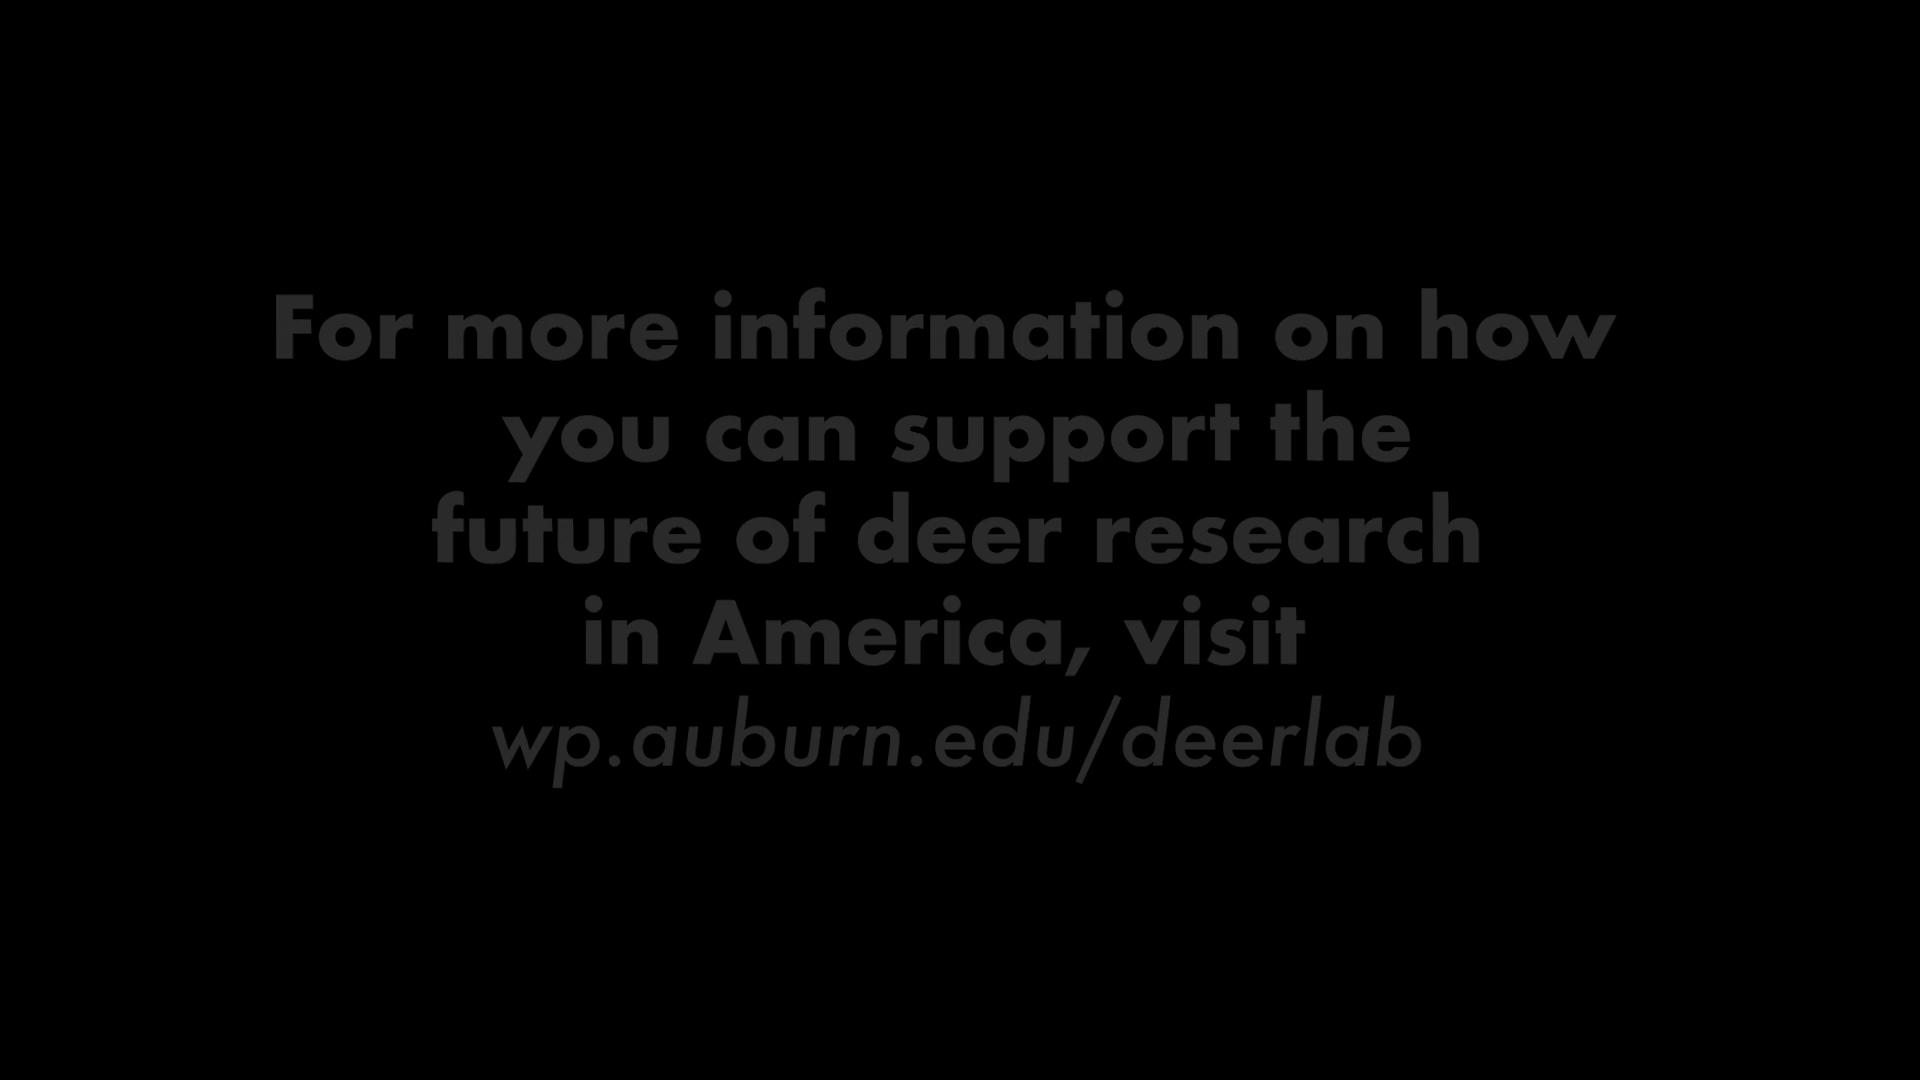 For more information on how
you can support the
future of deer research
in America, visit
wp.auburn.edu/deerlab